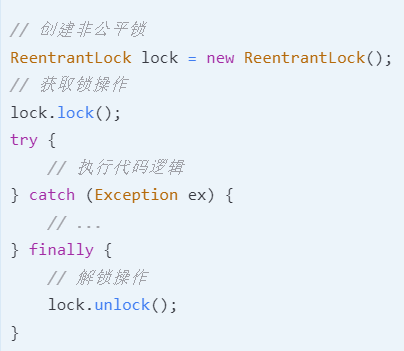 // 创建非公平锁
ReentrantLock lock = new ReentrantLock();
// 获取锁操作
lock.lock();
try {
    // 执行代码逻辑
} catch (Exception ex) {
    // ...
} finally {
    // 解锁操作
    lock.unlock();
}